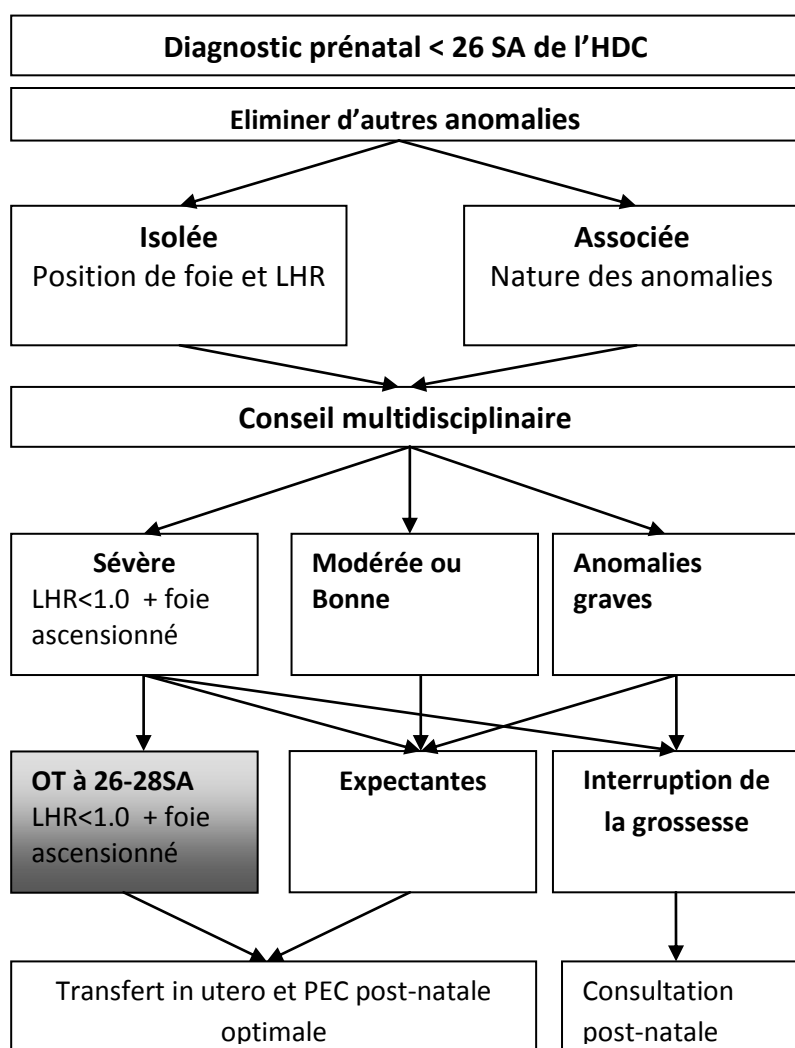 Diagnostic prénatal < 26 SA de l’HDC
Eliminer d’autres anomalies
Isolée
Position de foie et LHR
Associée
Nature des anomalies
Conseil multidisciplinaire
Sévère
LHR<1.0 + foie
ascensionné
Modérée ou
Bonne
Anomalies
graves
OT à 26-28SA
LHR<1.0 + foie
ascensionné
Expectantes
Interruption de
la grossesse
Transfert in utero et PEC post-natale
optimale
Consultation
post-natale